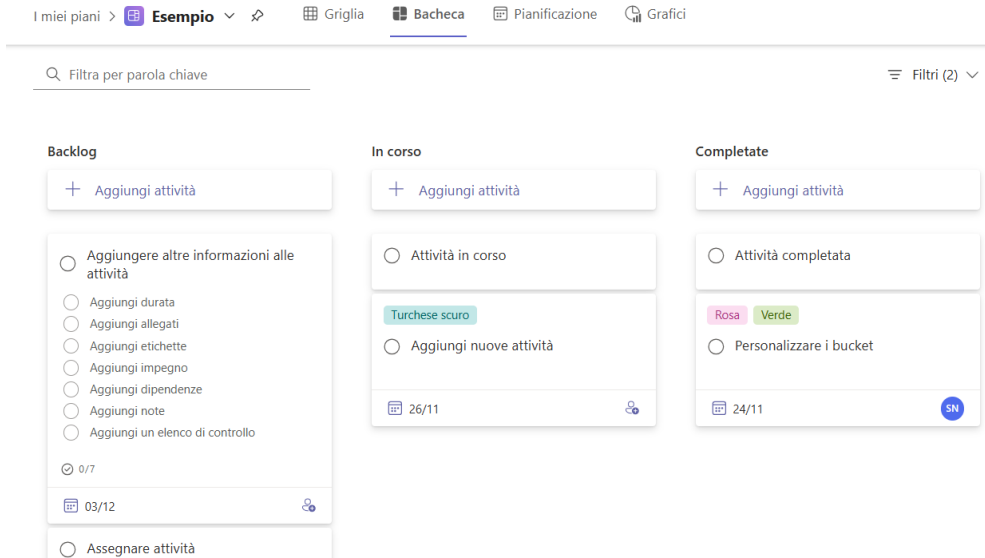 I miei piani > Esempio
Griglia
Bacheca
Pianificazione
Grafici
Filtra per parola chiave
Filtri (2)
Backlog
Aggiungi attività
Aggiungere altre informazioni alle
attività
Aggiungi durata
Aggiungi allegati
Aggiungi etichette
Aggiungi impegno
Aggiungi dipendenze
Aggiungi note
Aggiungi un elenco di controllo
0/7
03/12
Assegnare attività
In corso
Aggiungi attività
Attività in corso
Turchese scuro
Aggiungi nuove attività
26/11
Completate
Aggiungi attività
Attività completata
Rosa Verde
Personalizzare i bucket
24/11
SN